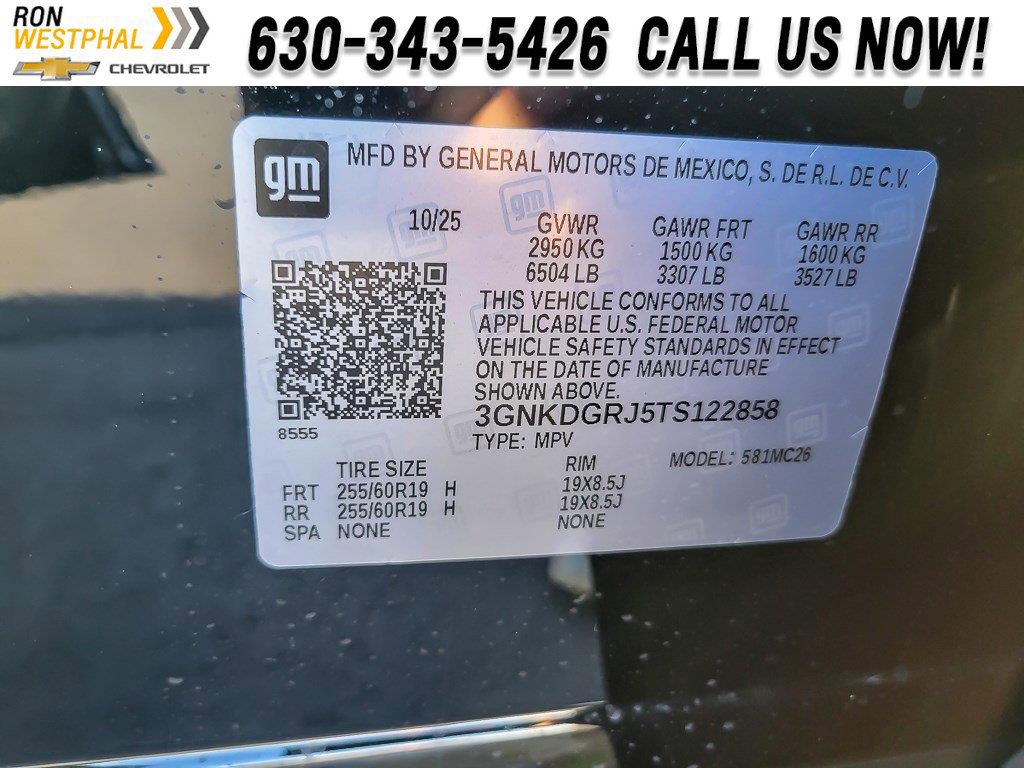 RON
WESTPHAL
CHEVROLET
630-343-5426 CALL US NOW!
gm
MFD BY GENERAL MOTORS DE MEXICO, S. DE R.L. DE C.V.
10/25 GVWR GAWR FRT GAWR RR
2950 KG 1500 KG 1600 KG
6504 LB 3307 LB 3527 LB
THIS VEHICLE CONFORMS TO ALL
APPLICABLE U.S. FEDERAL MOTOR
VEHICLE SAFETY STANDARDS IN EFFECT
ON THE DATE OF MANUFACTURE
SHOWN ABOVE.
3GNKDGRJ5TS122858
8555
TYPE: MPV MODEL: 581MC26
TIRE SIZE RIM
FRT 255/60R19 H 19X8.5J
RR 255/60R19 H 19X8.5J
SPA NONE NONE